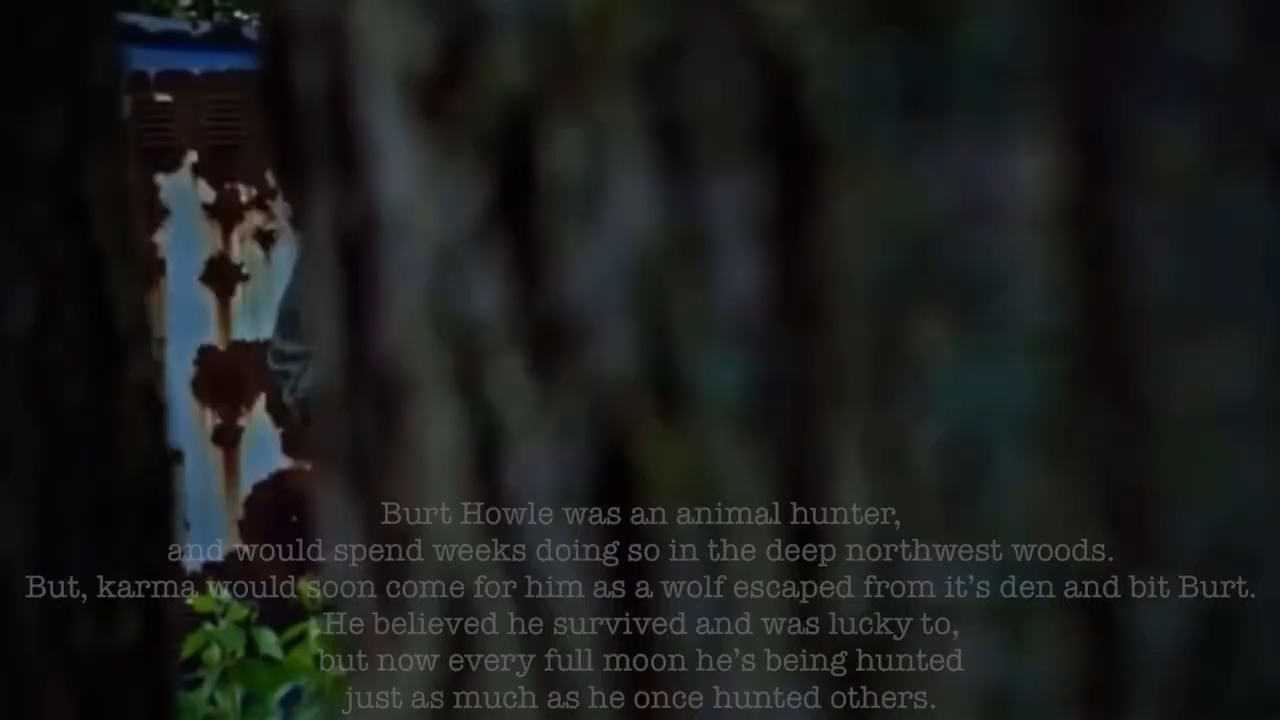 Burt Howle was an animal hunter,
and would spend weeks doing so in the deep northwest woods.
But, karma would soon come for him as a wolf escaped from it’s den and bit Burt.
He believed he survived and was lucky to,
but now every full moon he’s being hunted
just as much as he once hunted others.